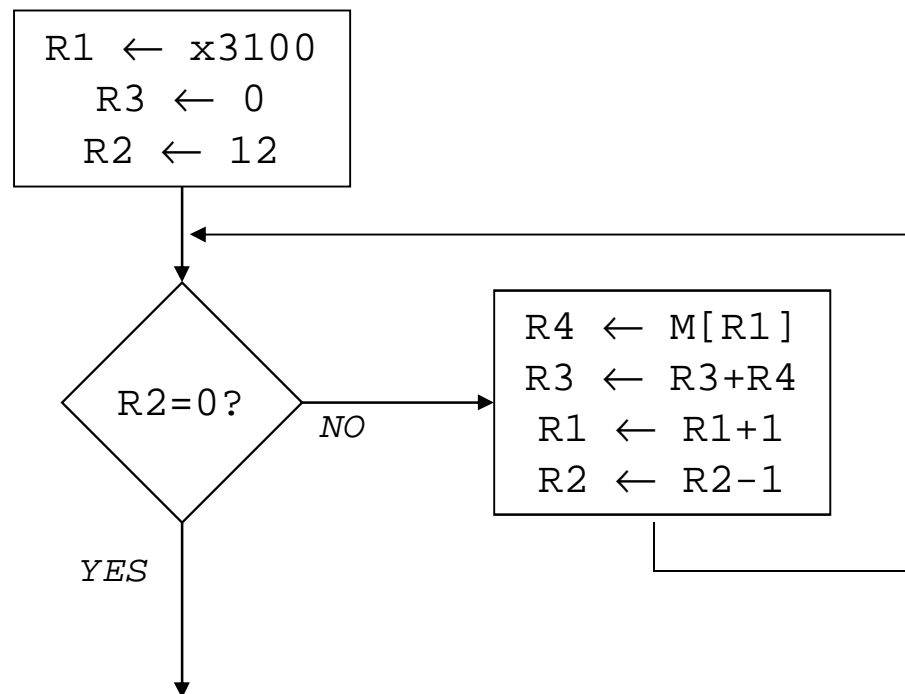 R1 ← x3100
R3 ← 0
R2 ← 12
R2=0?
NO
R4 ← M[R1]
R3 ← R3+R4
R1 ← R1+1
R2 ← R2-1
YES